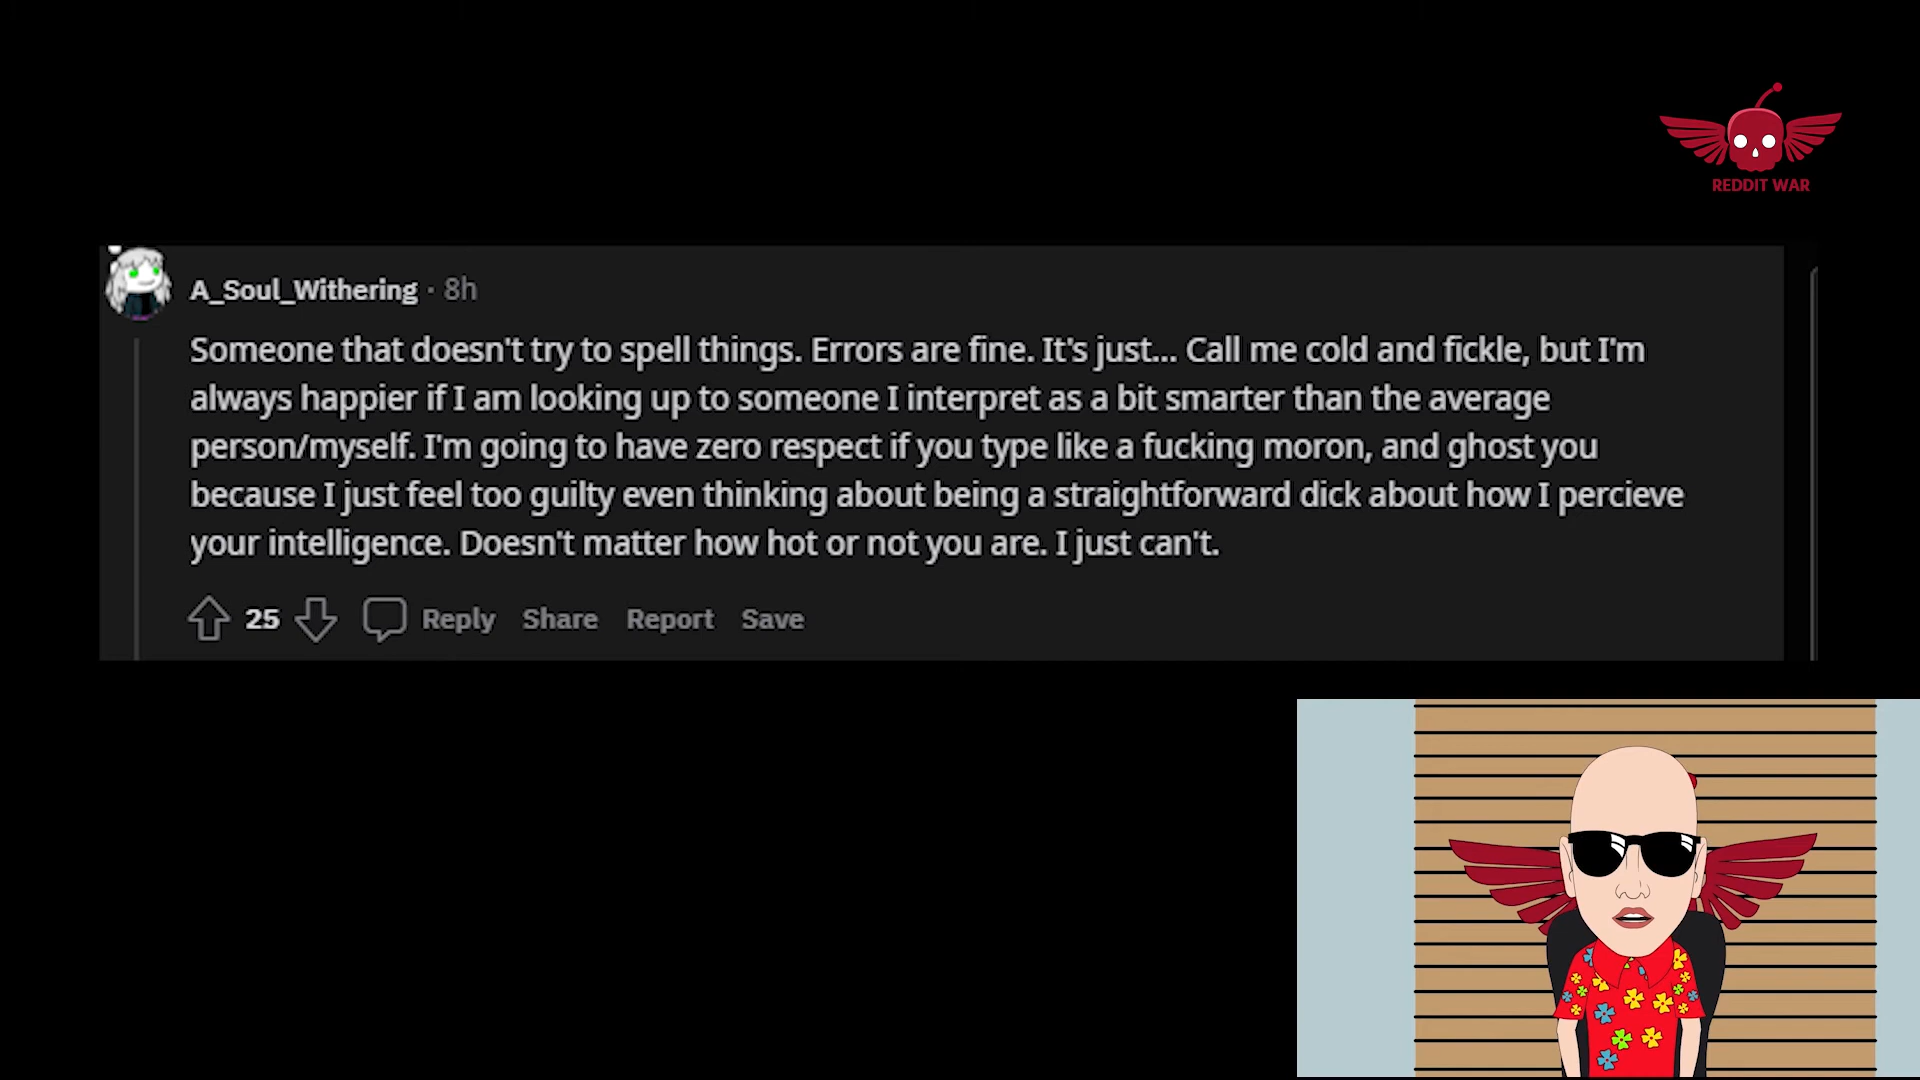 REDDIT WAR
A_Soul_Withering · 8h
Someone that doesn't try to spell things. Errors are fine. It's just... Call me cold and fickle, but I'm
always happier if I am looking up to someone I interpret as a bit smarter than the average
person/myself. I'm going to have zero respect if you type like a fucking moron, and ghost you
because I just feel too guilty even thinking about being a straightforward dick about how I percieve
your intelligence. Doesn't matter how hot or not you are. I just can't.
25 Reply Share Report Save